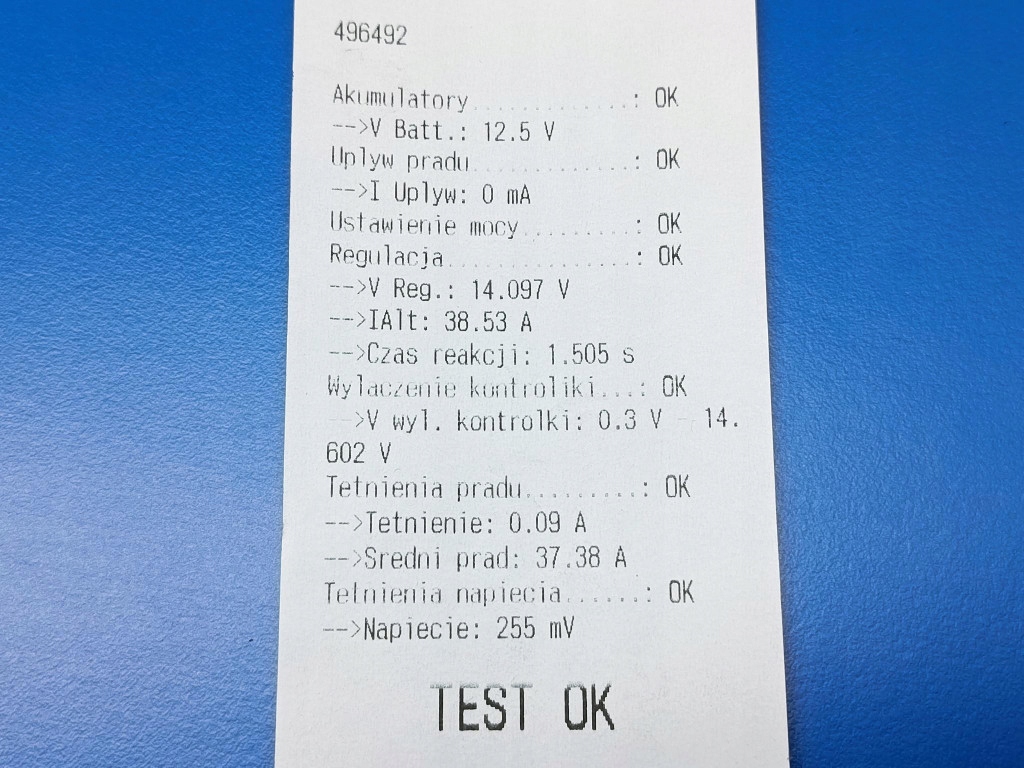 496492
Akumulatory.............: OK
-->V Batt.: 12.5 V
Uplyw pradu.............: OK
-->I Uplyw: 0 mA
Ustawienie mocy.........: OK
Regulacja...............: OK
-->V Reg.: 14.097 V
-->IAlt: 38.53 A
-->Czas reakcji: 1.505 s
Wylaczenie kontroliki...: OK
-->V wyl. kontrolki: 0.3 V - 14.
602 V
Tetnienia pradu.........: OK
-->Tetnienie: 0.09 A
-->Sredni prad: 37.38 A
Tetnienia napiecia......: OK
-->Napiecie: 255 mV
TEST OK